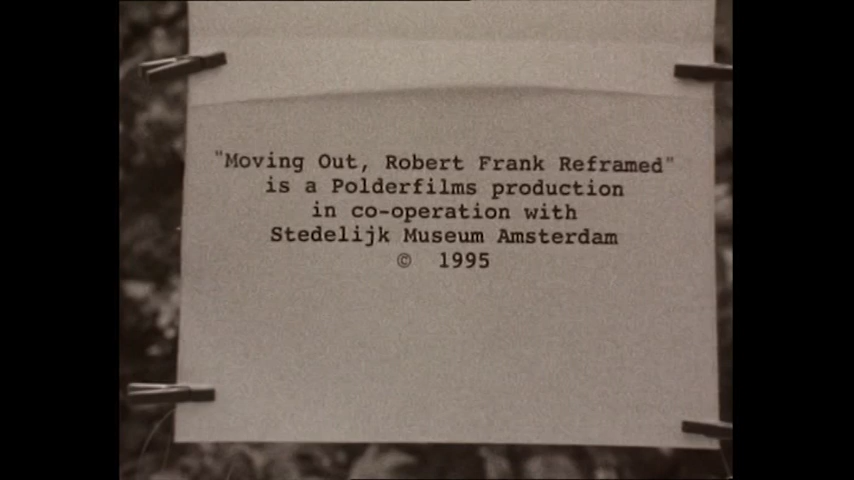 "Moving Out, Robert Frank Reframed"
is a Polderfilms production
in co-operation with
Stedelijk Museum Amsterdam
© 1995